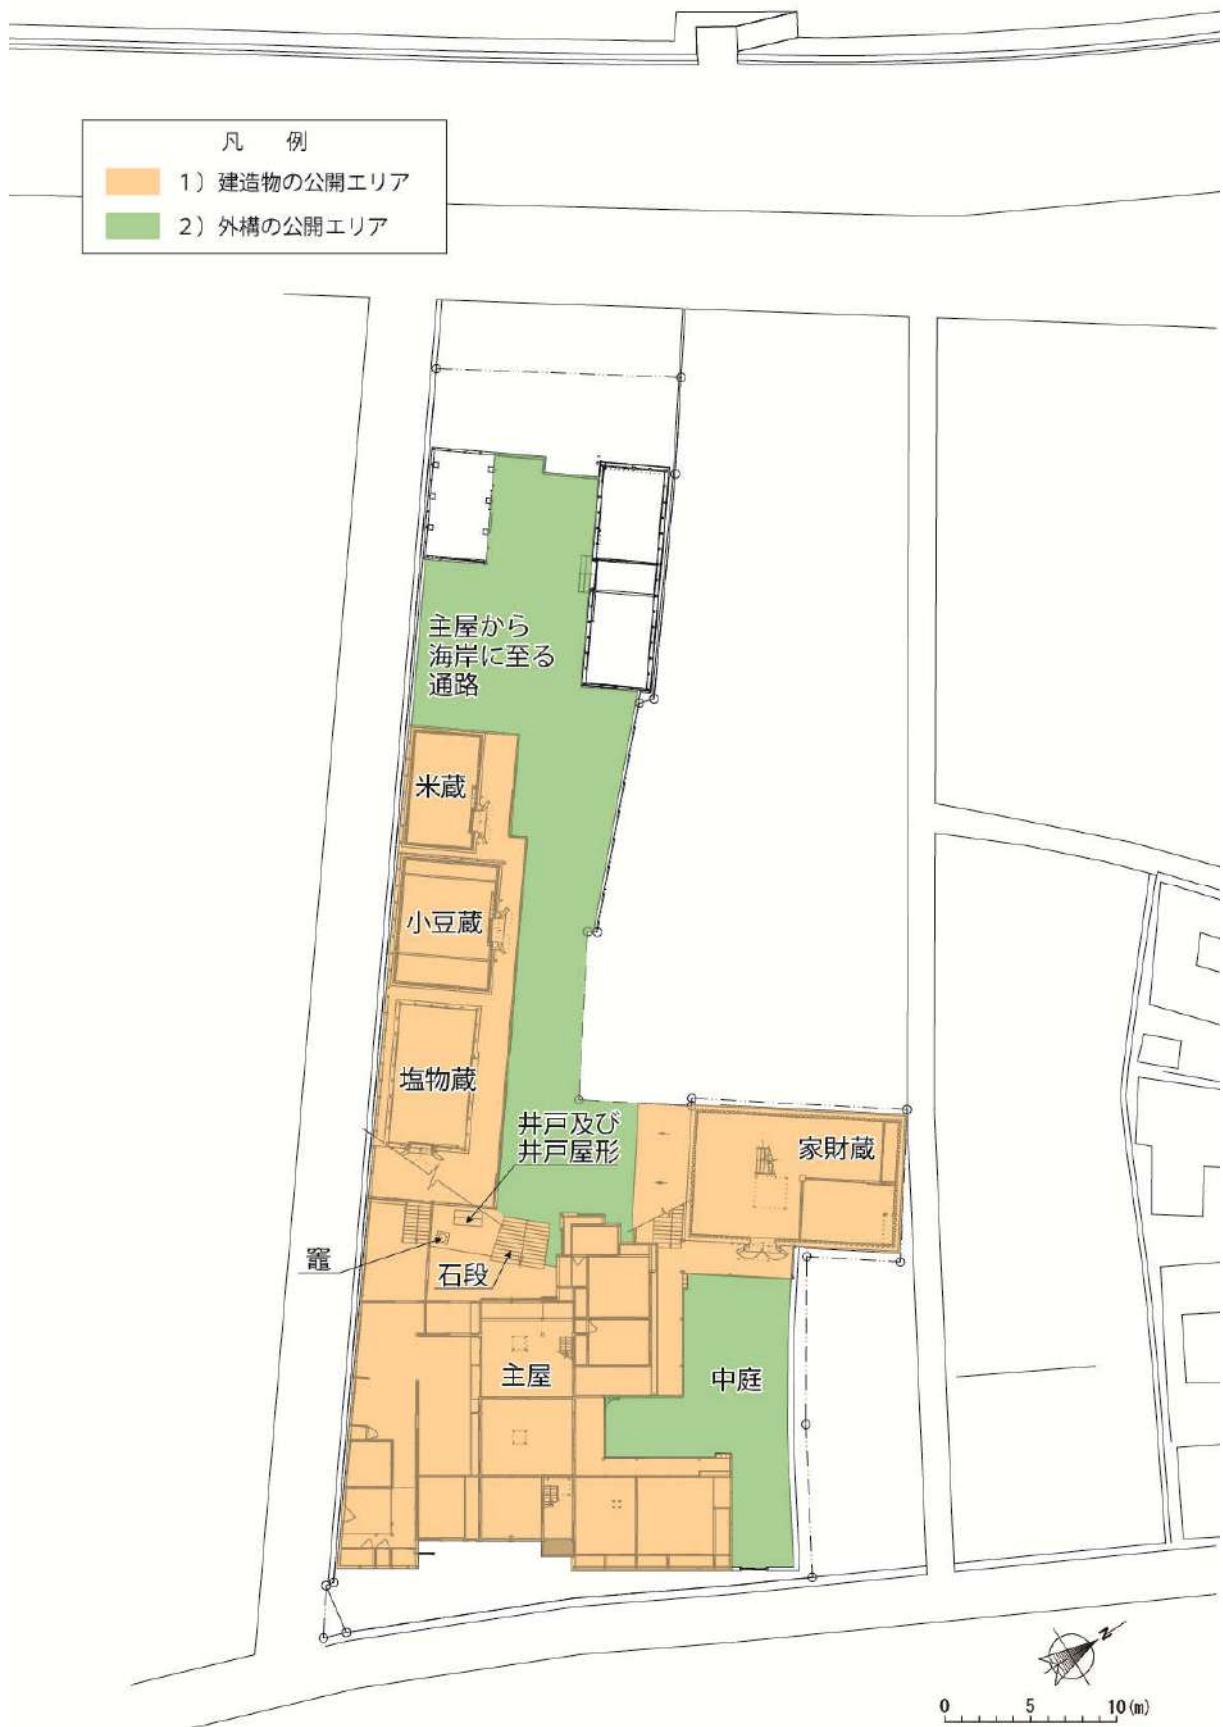 凡　例
1）建造物の公開エリア
2）外構の公開エリア
主屋から
海岸に至る
通路
米蔵
小豆蔵
塩物蔵
井戸及び
井戸屋形
家財蔵
竈
石段
主屋
中庭
N
0 5 10(m)